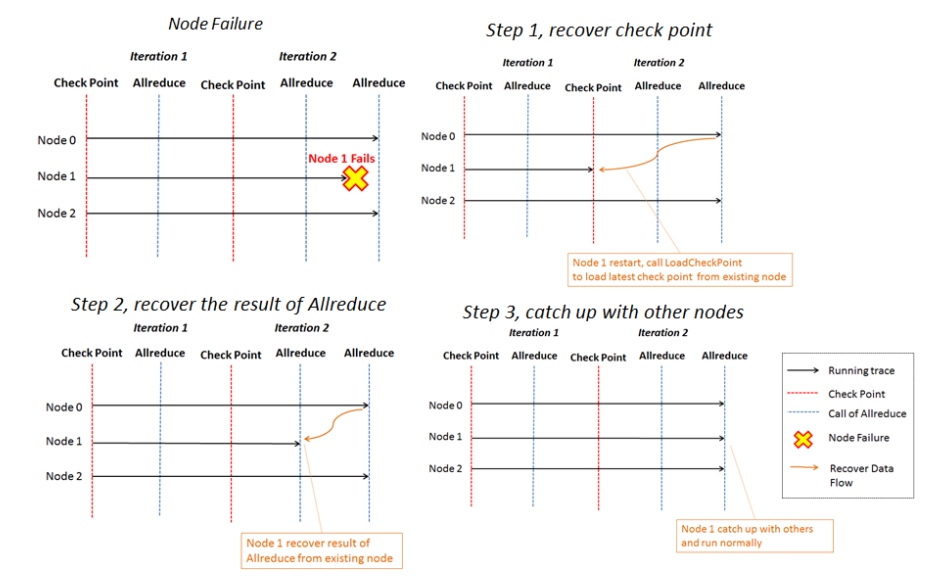 Node Failure
Iteration 1
Iteration 2
Check Point
Allreduce
Check Point
Allreduce
Allreduce
Node 0
Node 1 Fails
Node 1
Node 2
Step 1, recover check point
Iteration 1
Iteration 2
Check Point
Allreduce
Check Point
Allreduce
Allreduce
Node 0
Node 1
Node 2
Node 1 restart, call LoadCheckPoint
to load latest check point from existing node
Step 2, recover the result of Allreduce
Iteration 1
Iteration 2
Check Point
Allreduce
Check Point
Allreduce
Allreduce
Node 0
Node 1
Node 2
Node 1 recover result of
Allreduce from existing node
Step 3, catch up with other nodes
Iteration 1
Iteration 2
Check Point
Allreduce
Check Point
Allreduce
Allreduce
Node 0
Node 1
Node 2
Node 1 catch up with others
and run normally
Running trace
Check Point
Call of Allreduce
Node Failure
Recover Data
Flow